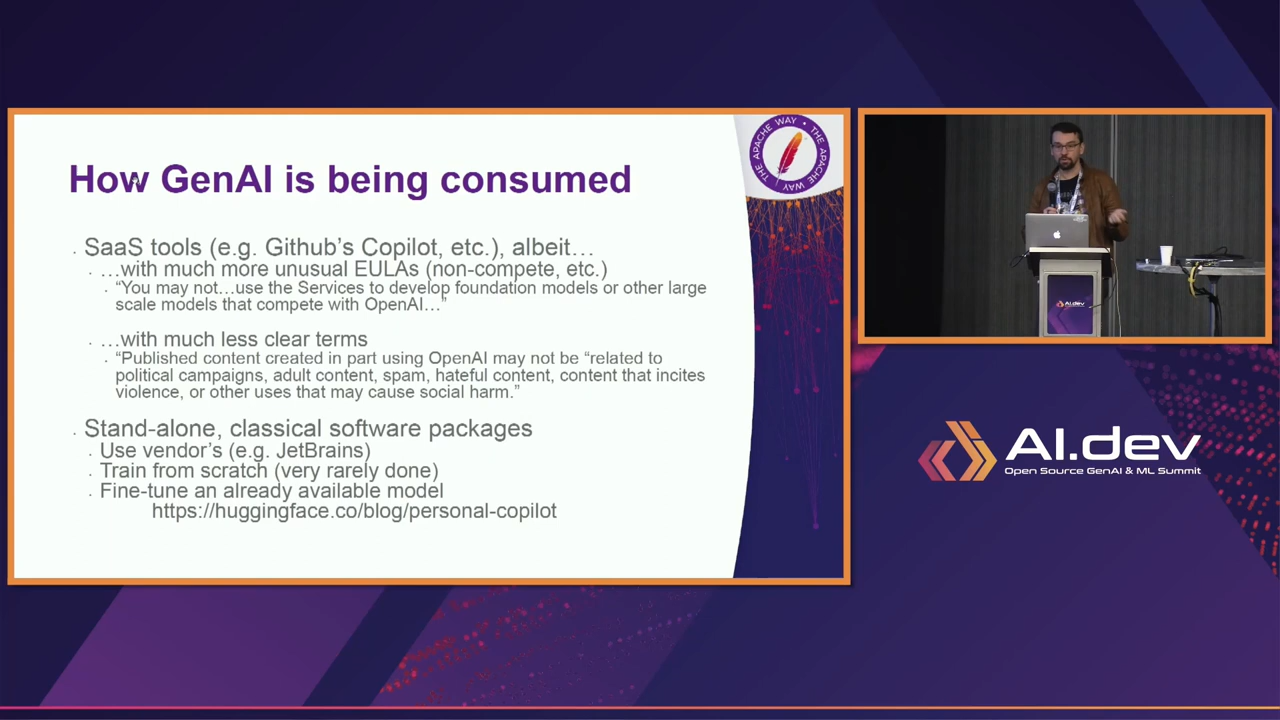 How GenAI is being consumed
THE APACHE WAY • THE APACHE WAY •
. SaaS tools (e.g. Github's Copilot, etc.), albeit…
. …with much more unusual EULAs (non-compete, etc.)
. “You may not…use the Services to develop foundation models or other large
scale models that compete with OpenAI…”
. …with much less clear terms
. “Published content created in part using OpenAI may not be “related to
political campaigns, adult content, spam, hateful content, content that incites
violence, or other uses that may cause social harm.”
. Stand-alone, classical software packages
. Use vendor's (e.g. JetBrains)
. Train from scratch (very rarely done)
. Fine-tune an already available model
https://huggingface.co/blog/personal-copilot
AI.dev
AI.dev
Open Source GenAI & ML Summit